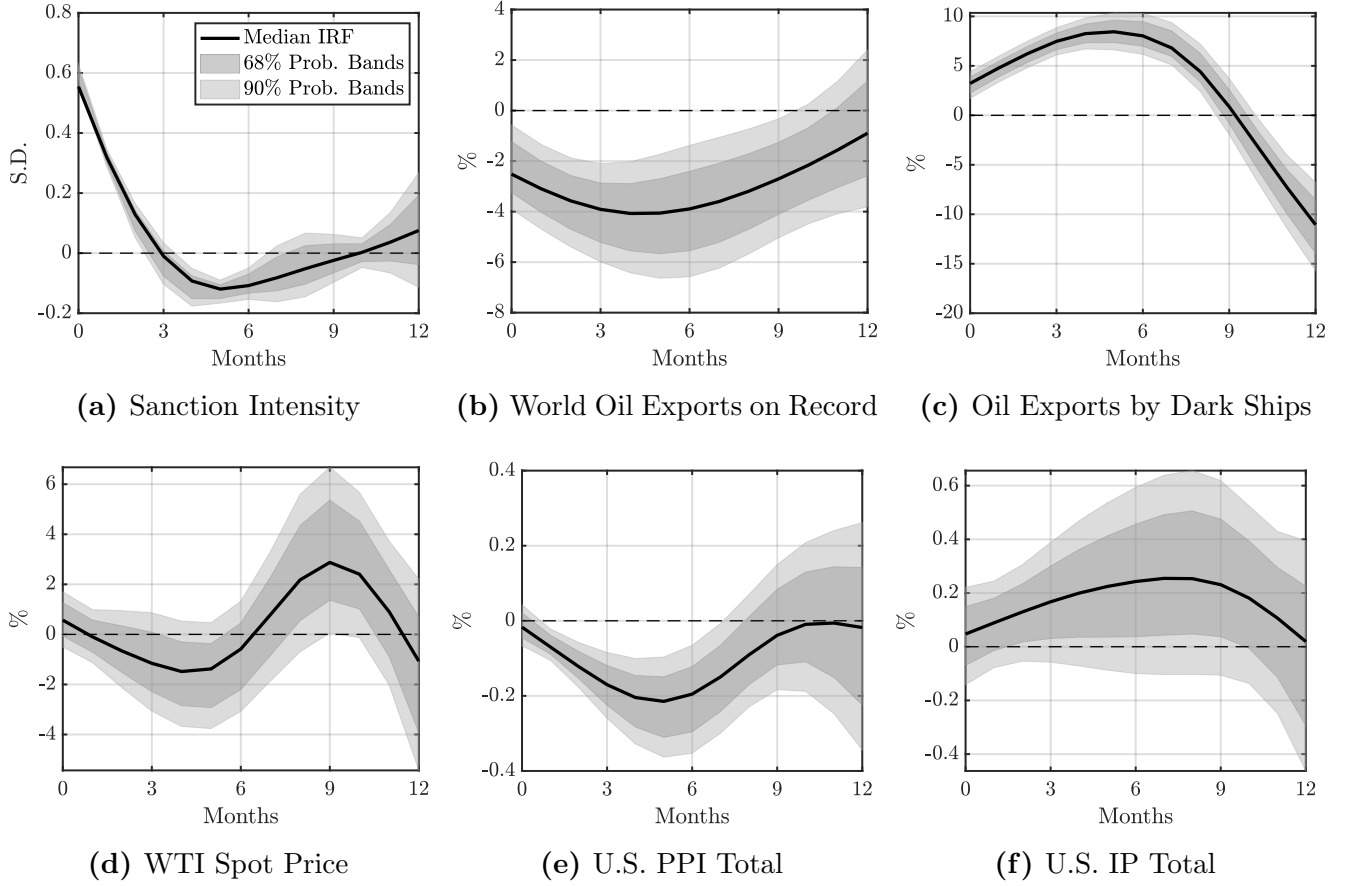 0.8
0.6
0.4
0.2
0
-0.2
S.D.
Median IRF
68% Prob. Bands
90% Prob. Bands
0 3 6 9 12
Months
(a) Sanction Intensity
4
2
0
-2
-4
-6
-8
%
0 3 6 9 12
Months
(b) World Oil Exports on Record
10
5
0
-5
-10
-15
-20
%
0 3 6 9 12
Months
(c) Oil Exports by Dark Ships
6
4
2
0
-2
-4
%
0 3 6 9 12
Months
(d) WTI Spot Price
0.4
0.2
0
-0.2
-0.4
%
0 3 6 9 12
Months
(e) U.S. PPI Total
0.6
0.4
0.2
0
-0.2
-0.4
%
0 3 6 9 12
Months
(f) U.S. IP Total